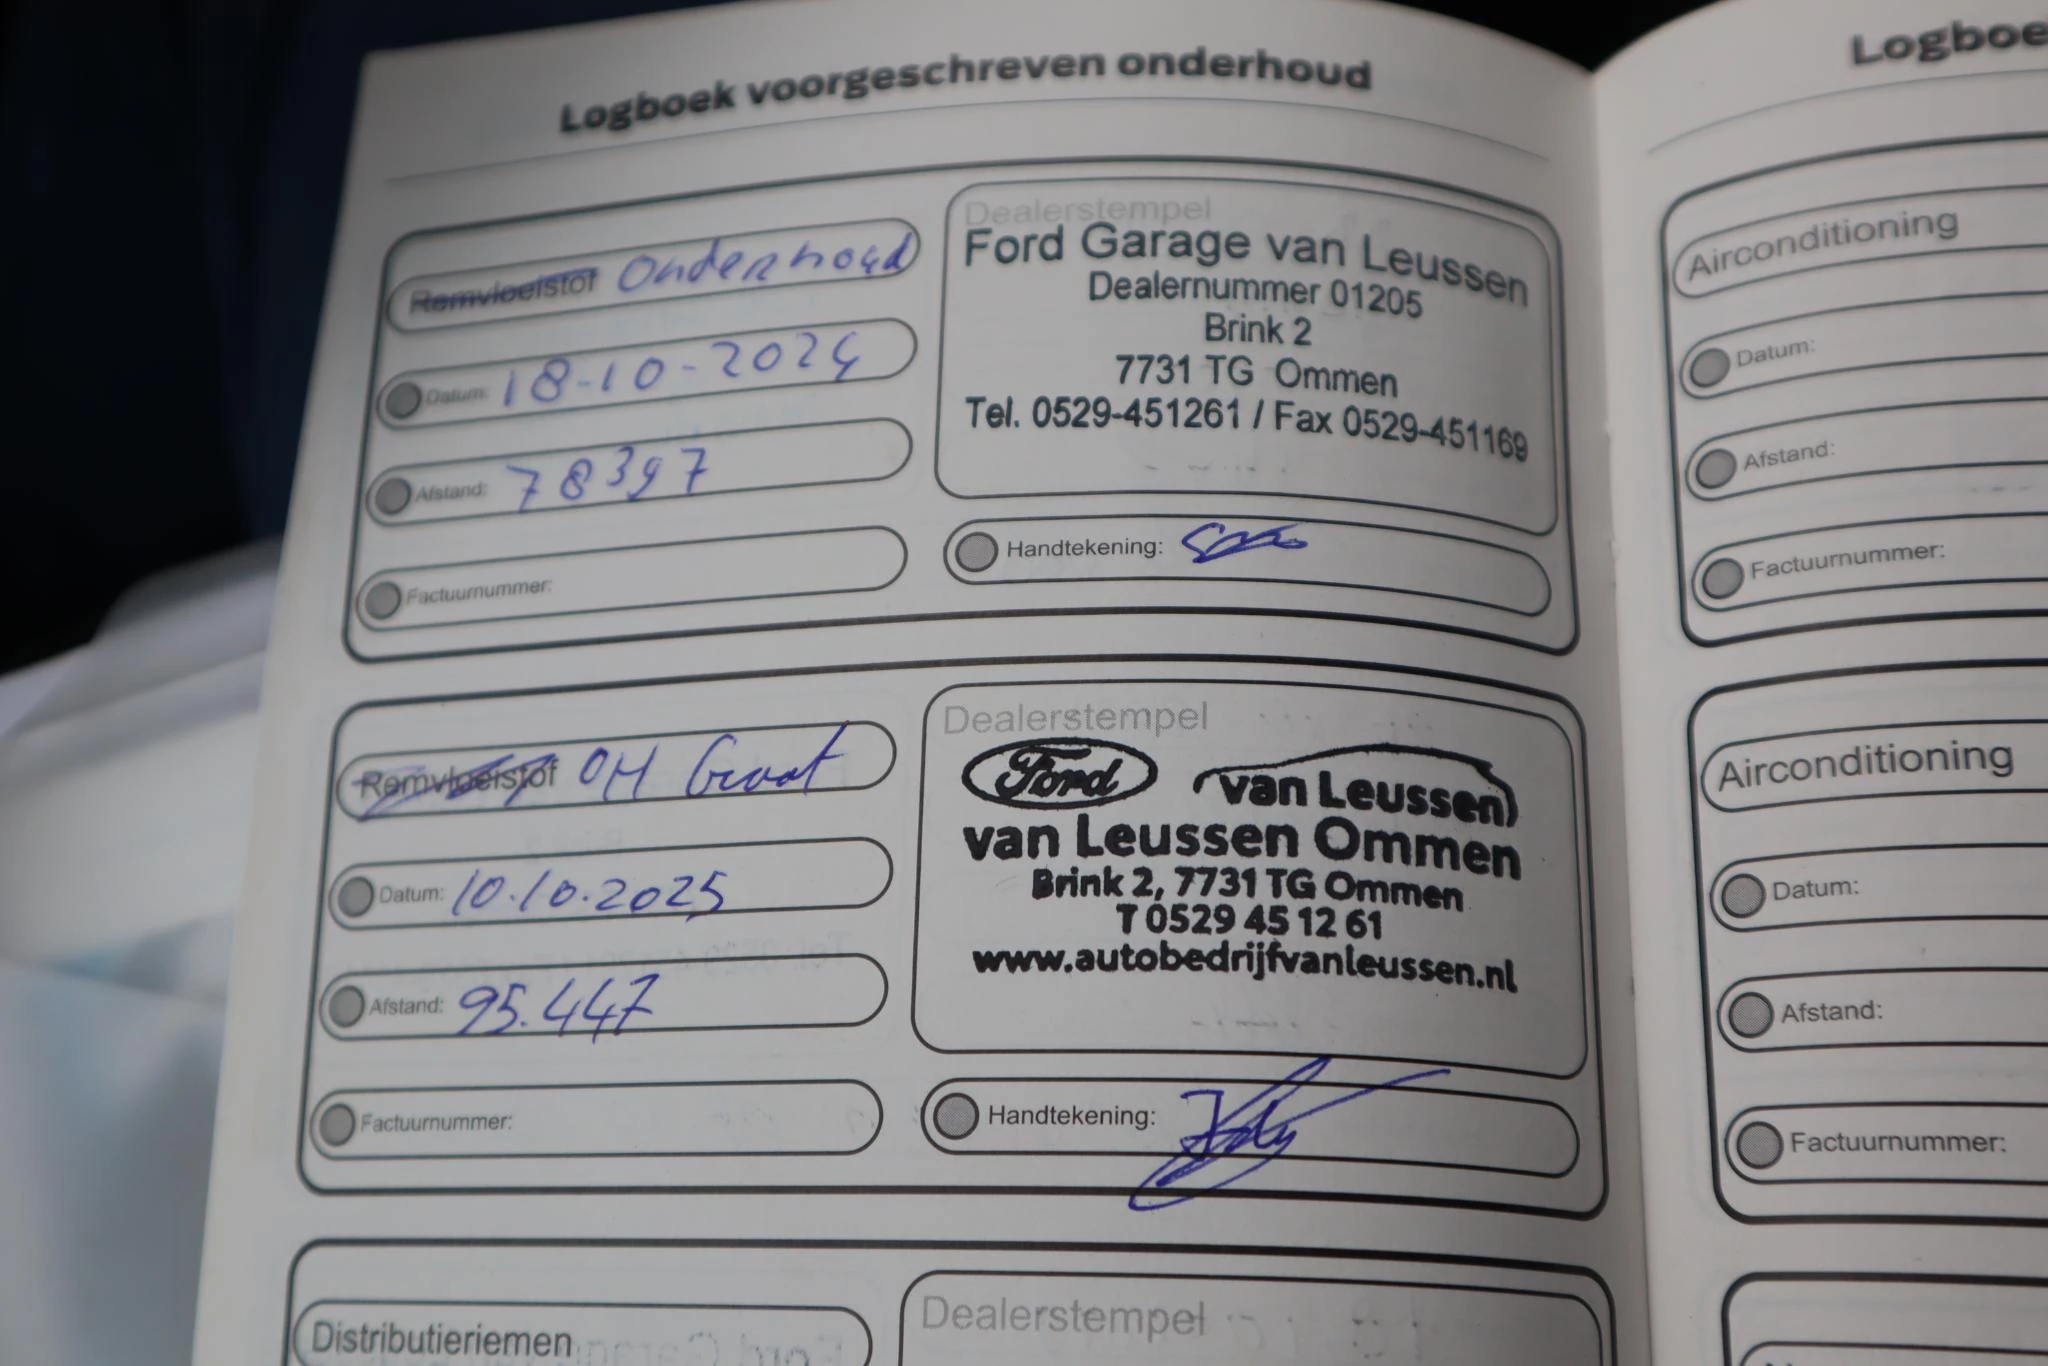 Logboek voorgeschreven onderhoud
Remvloeistof Onderhoud
Datum: 18-10-2024
Afstand: 78397
Factuurnummer:
Dealerstempel
Ford Garage van Leussen
Dealernummer 01205
Brink 2
7731 TG Ommen
Tel. 0529-451261 / Fax 0529-451169
Handtekening:
Remvloeistof OH Groot
Datum: 10.10.2025
Afstand: 95.447
Factuurnummer:
Dealerstempel
Ford van Leussen
van Leussen Ommen
Brink 2, 7731 TG Ommen
T 0529 45 12 61
www.autobedrijfvanleussen.nl
Handtekening:
Distributieriemen
Dealerstempel
Logboe
Airconditioning
Datum:
Afstand:
Factuurnummer:
Airconditioning
Datum:
Afstand:
Factuurnummer: